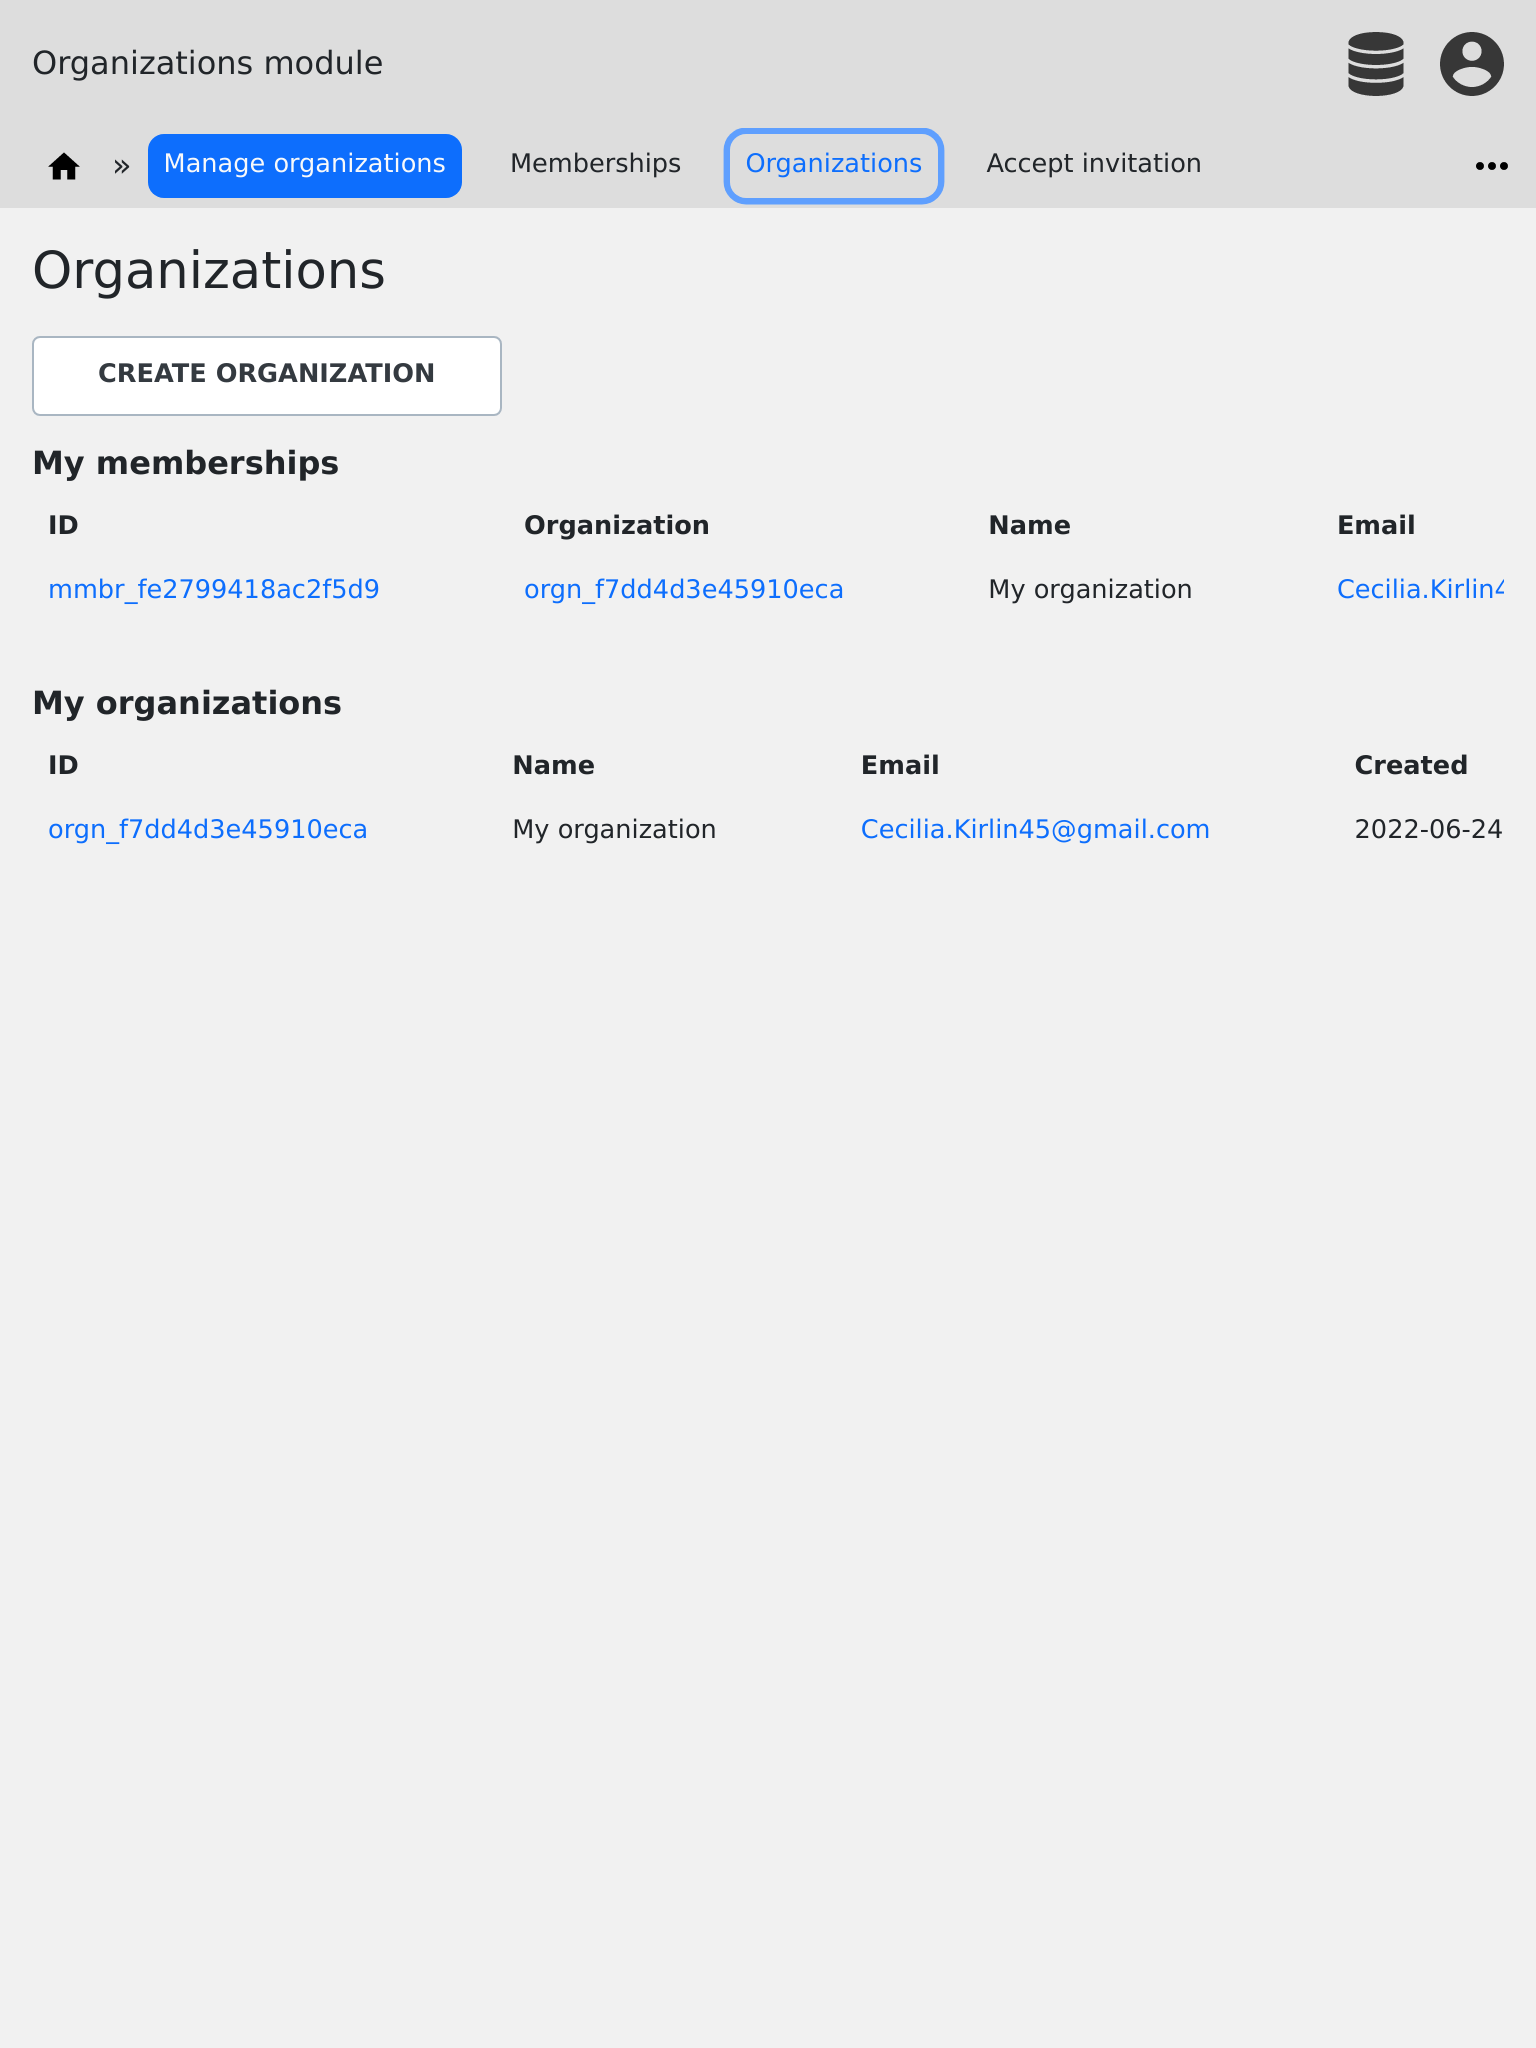 Organizations module
» Manage organizations Memberships Organizations Accept invitation •••
Organizations
CREATE ORGANIZATION
My memberships
ID Organization Name Email
mmbr_fe2799418ac2f5d9 orgn_f7dd4d3e45910eca My organization Cecilia.Kirlin4
My organizations
ID Name Email Created
orgn_f7dd4d3e45910eca My organization Cecilia.Kirlin45@gmail.com 2022-06-24